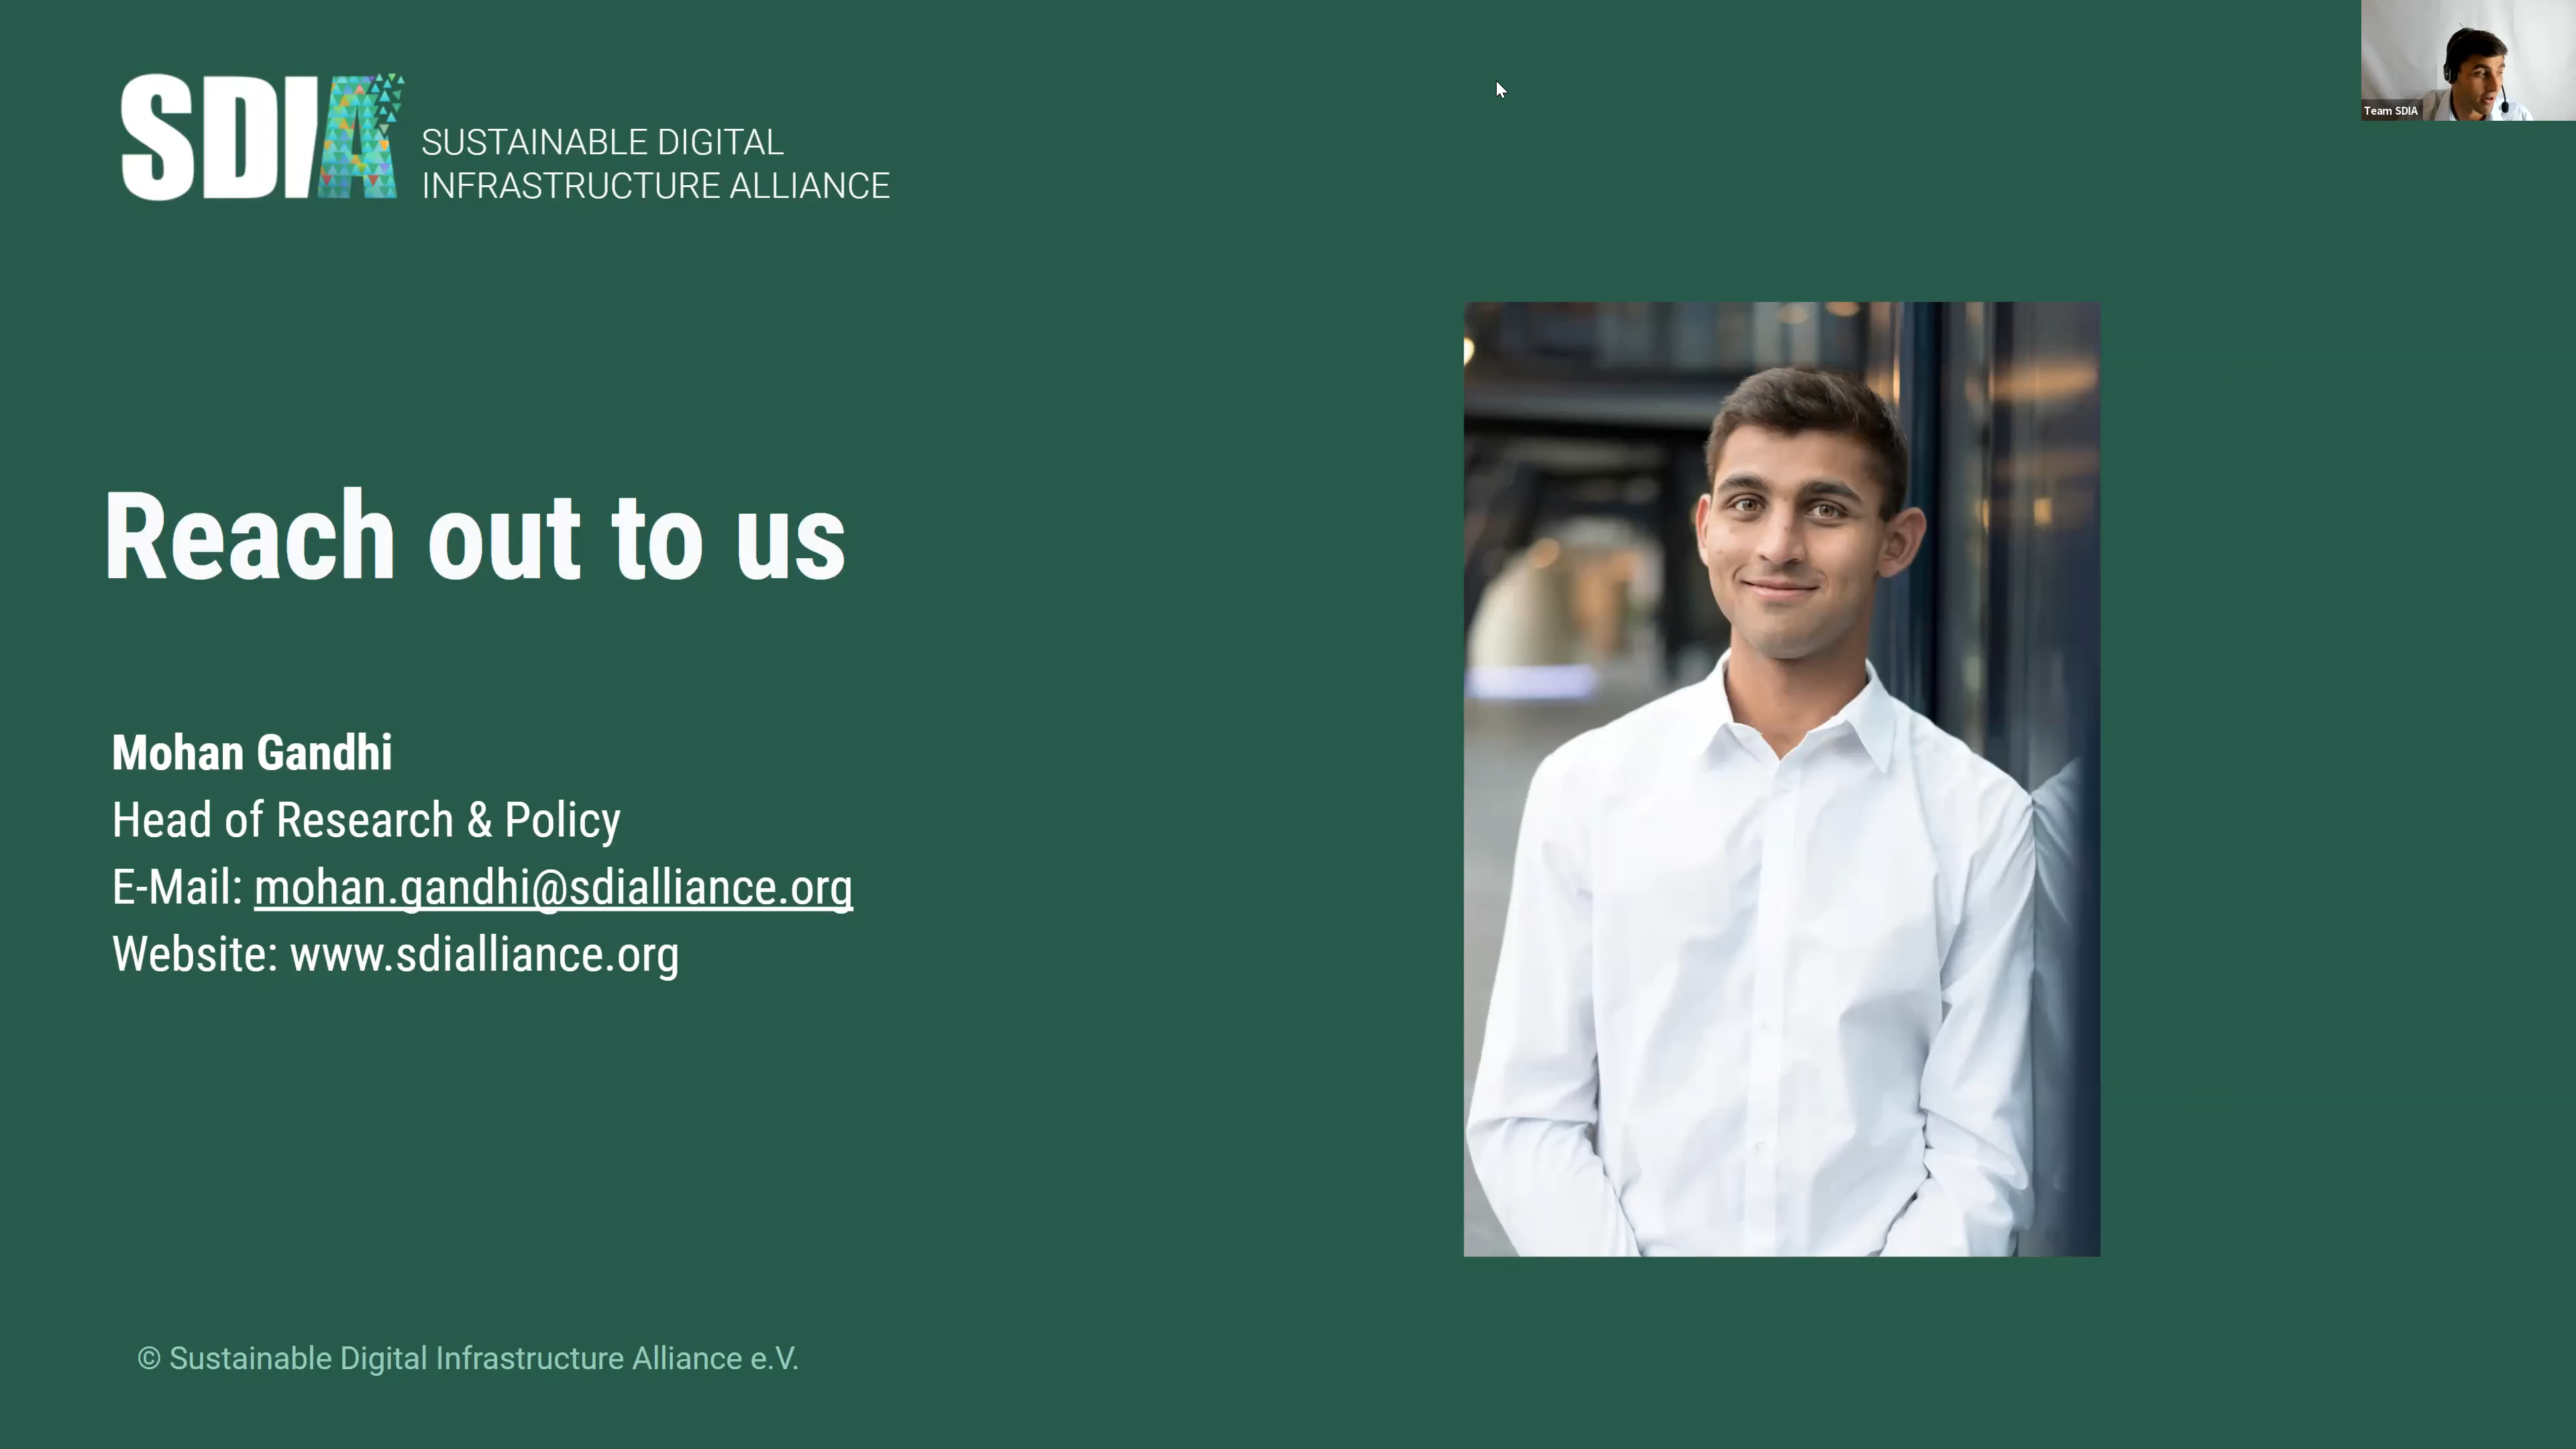 SDIA
SUSTAINABLE DIGITAL
INFRASTRUCTURE ALLIANCE
Team SDIA
Reach out to us
Mohan Gandhi
Head of Research & Policy
E-Mail: mohan.gandhi@sdialliance.org
Website: www.sdialliance.org
© Sustainable Digital Infrastructure Alliance e.V.